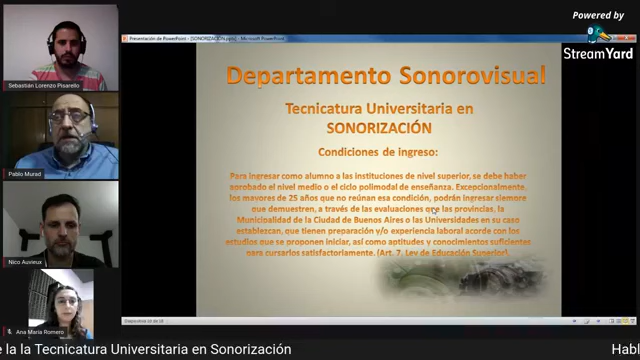 Powered by
StreamYard
Presentación de PowerPoint - [SONORIZACIÓN.pptx] - Microsoft PowerPoint
Departamento Sonorovisual
Tecnicatura Universitaria en
SONORIZACIÓN
Condiciones de ingreso:
Para ingresar como alumno a las instituciones de nivel superior, se debe haber
aprobado el nivel medio o el ciclo polimodal de enseñanza. Excepcionalmente,
los mayores de 25 años que no reúnan esa condición, podrán ingresar siempre
que demuestren, a través de las evaluaciones que las provincias, la
Municipalidad de la Ciudad de Buenos Aires o las Universidades en su caso
establezcan, que tienen preparación y/o experiencia laboral acorde con los
estudios que se proponen iniciar, así como aptitudes y conocimientos suficientes
para cursarlos satisfactoriamente. (Art. 7. Ley de Educación Superior).
Sebastian Lorenzo Pisarello
Pablo Murad
Nico Auvieux
Ana María Romero
e la la Tecnicatura Universitaria en Sonorización
Habl